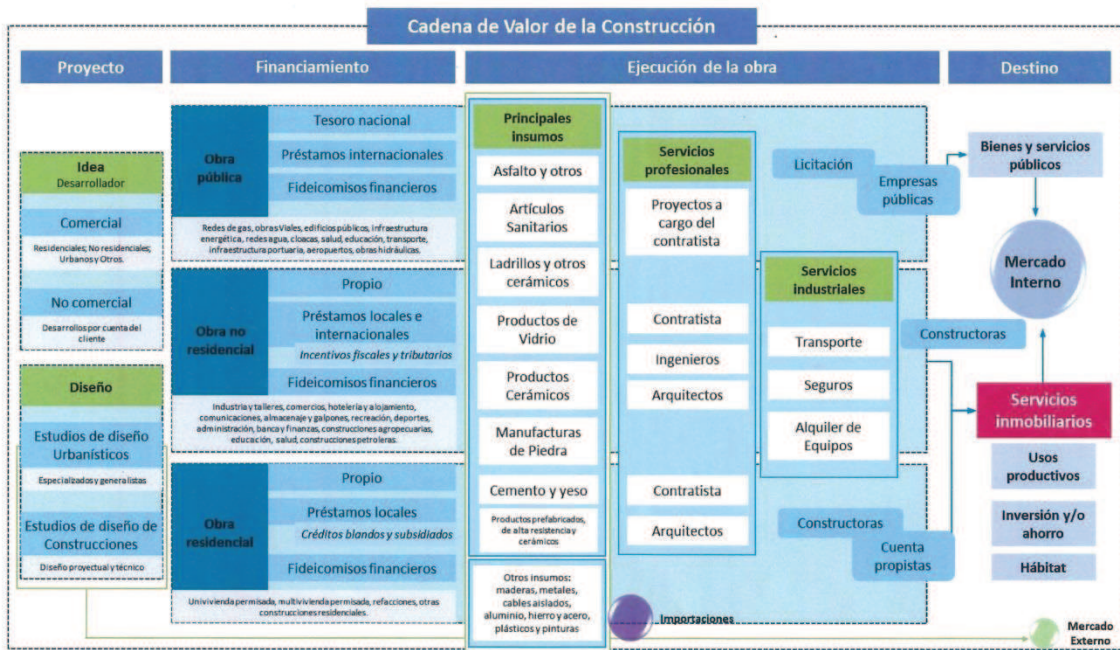 Cadena de Valor de la Construcción
Proyecto
Financiamiento
Ejecución de la obra
Destino
Idea
Desarrollador
Comercial
Residenciales; No residenciales;
Urbanos y Otros.
No comercial
Desarrollos por cuenta del
cliente
Diseño
Estudios de diseño
Urbanísticos
Especializados y generalistas
Estudios de diseño de
Construcciones
Diseño proyectual y técnico
Obra
pública
Tesoro nacional
Préstamos internacionales
Fideicomisos financieros
Redes de gas, obras Viales, edificios públicos, infraestructura
energética, redes agua, cloacas, salud, educación, transporte,
infraestructura portuaria, aeropuertos, obras hidráulicas.
Obra no
residencial
Propio
Préstamos locales e
internacionales
Incentivos fiscales y tributarios
Fideicomisos financieros
Industria y talleres, comercios, hotelería y alojamiento,
comunicaciones, almacenaje y galpones, recreación, deportes,
administración, banca y finanzas, construcciones agropecuarias,
educación, salud, construcciones petroleras.
Obra
residencial
Propio
Préstamos locales
Créditos blandos y subsidiados
Fideicomisos financieros
Univivienda permisada, multivivienda permisada, refacciones, otras
construcciones residenciales.
Principales
insumos
Asfalto y otros
Artículos
Sanitarios
Ladrillos y otros
cerámicos
Productos de
Vidrio
Productos
Cerámicos
Manufacturas
de Piedra
Cemento y yeso
Productos prefabricados,
de alta resistencia y
cerámicos
Otros insumos:
maderas, metales,
cables aislados,
aluminio, hierro y acero,
plásticos y pinturas
Importaciones
Servicios
profesionales
Proyectos a
cargo del
contratista
Contratista
Ingenieros
Arquitectos
Contratista
Arquitectos
Servicios
industriales
Transporte
Seguros
Alquiler de
Equipos
Licitación
Empresas
públicas
Constructoras
Constructoras
Cuenta
propistas
Bienes y servicios
públicos
Mercado
Interno
Servicios
inmobiliarios
Usos
productivos
Inversión y/o
ahorro
Hábitat
Mercado
Externo